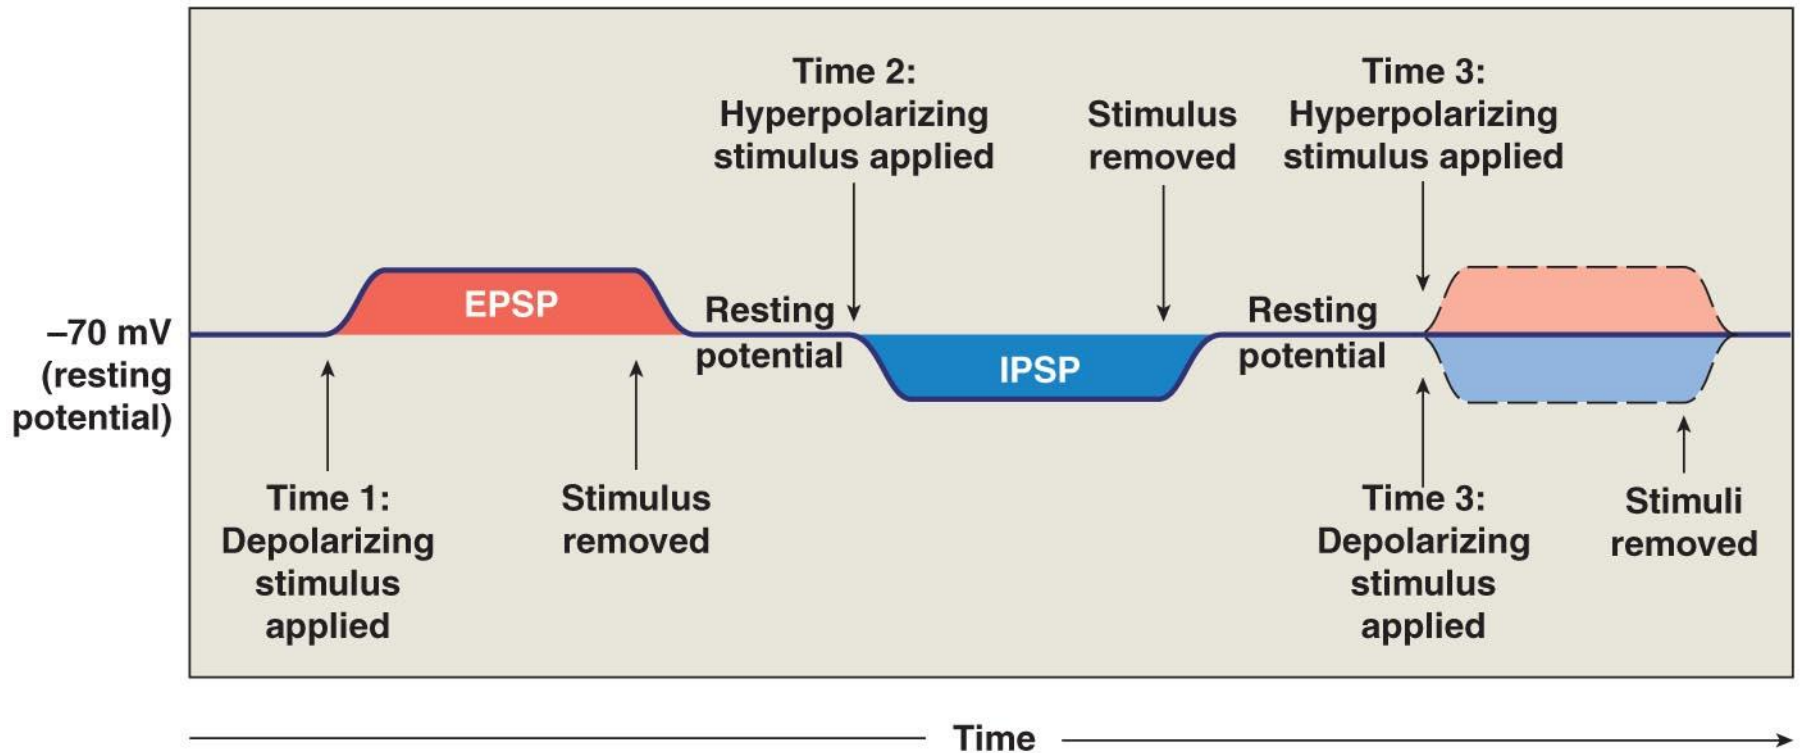 Time 2:
Hyperpolarizing
stimulus applied
Stimulus
removed
Time 3:
Hyperpolarizing
stimulus applied
–70 mV
(resting
potential)
EPSP
Resting
potential
IPSP
Resting
potential
Time 1:
Depolarizing
stimulus
applied
Stimulus
removed
Time 3:
Depolarizing
stimulus
applied
Stimuli
removed
Time